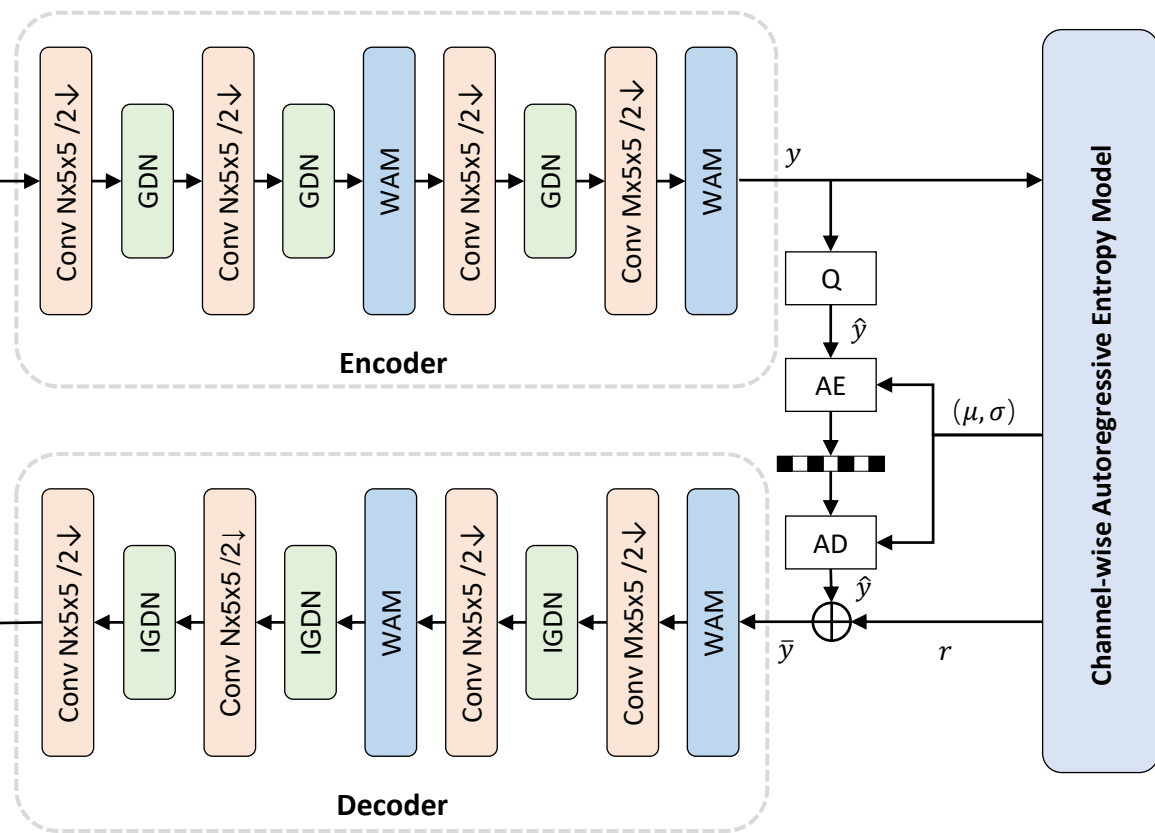 Conv Nx5x5 /2↓
GDN
Conv Nx5x5 /2↓
GDN
WAM
Conv Nx5x5 /2↓
GDN
Conv Mx5x5 /2↓
WAM
Encoder
y
Q
ŷ
AE
(μ, σ)
AD
ŷ
r
ȳ
Channel-wise Autoregressive Entropy Model
Conv Nx5x5 /2↓
IGDN
Conv Nx5x5 /2↓
IGDN
WAM
Conv Nx5x5 /2↓
IGDN
Conv Mx5x5 /2↓
WAM
Decoder